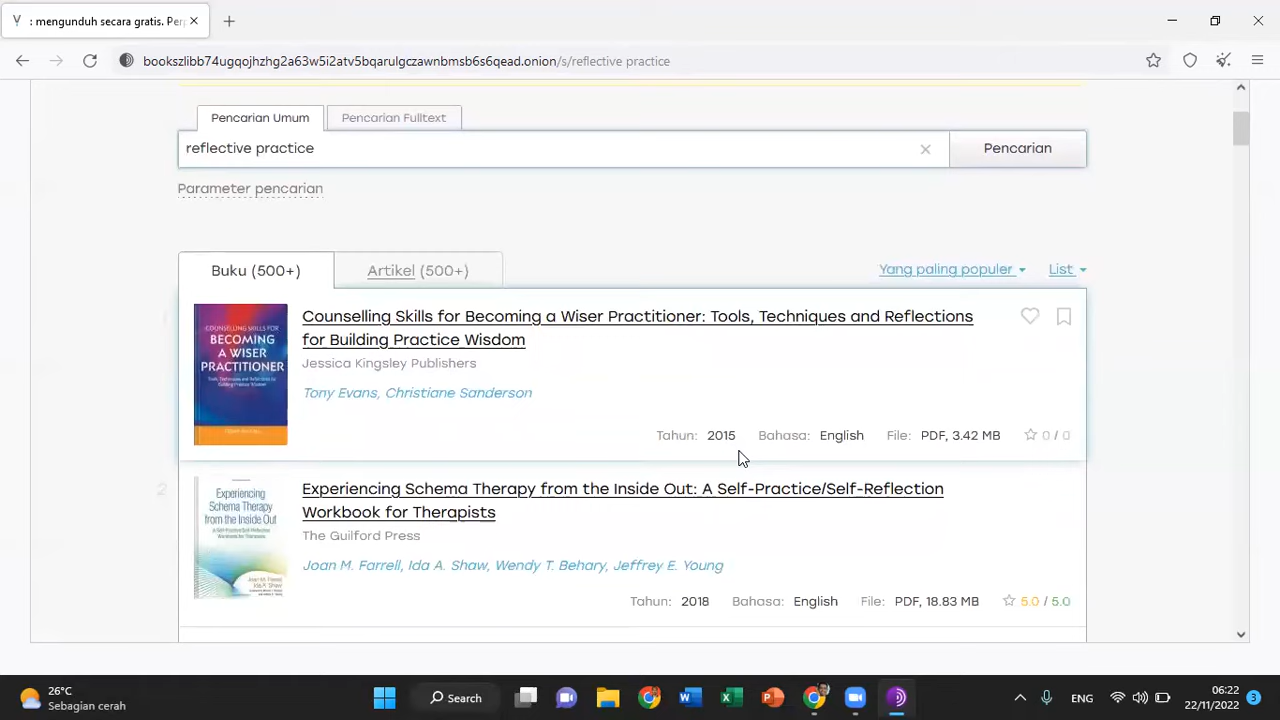 : mengunduh secara gratis. Per
bookszlibb74ugqojhzhg2a63w5i2atv5bqarulgczawnbmsb6s6qead.onion/s/reflective practice
Pencarian Umum
Pencarian Fulltext
reflective practice
Pencarian
Parameter pencarian
Buku (500+)
Artikel (500+)
Yang paling populer
List
COUNSELLING SKILLS FOR
BECOMING
A WISER
PRACTITIONER
Counselling Skills for Becoming a Wiser Practitioner: Tools, Techniques and Reflections
for Building Practice Wisdom
Jessica Kingsley Publishers
Tony Evans, Christiane Sanderson
Tahun: 2015 Bahasa: English File: PDF, 3.42 MB 0 / 0
2
Experiencing
Schema Therapy
from the Inside Out
Experiencing Schema Therapy from the Inside Out: A Self-Practice/Self-Reflection
Workbook for Therapists
The Guilford Press
Joan M. Farrell, Ida A. Shaw, Wendy T. Behary, Jeffrey E. Young
Tahun: 2018 Bahasa: English File: PDF, 18.83 MB 5.0 / 5.0
26°C
Sebagian cerah
Search
ENG
06:22
22/11/2022
3